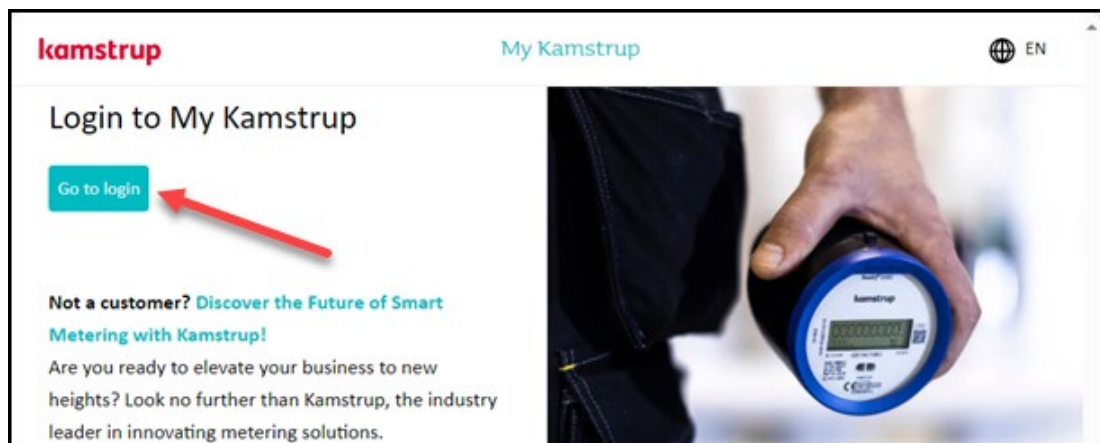 kamstrup
My Kamstrup
EN
Login to My Kamstrup
Go to login
Not a customer? Discover the Future of Smart
Metering with Kamstrup!
Are you ready to elevate your business to new
heights? Look no further than Kamstrup, the industry
leader in innovating metering solutions.
kamstrup